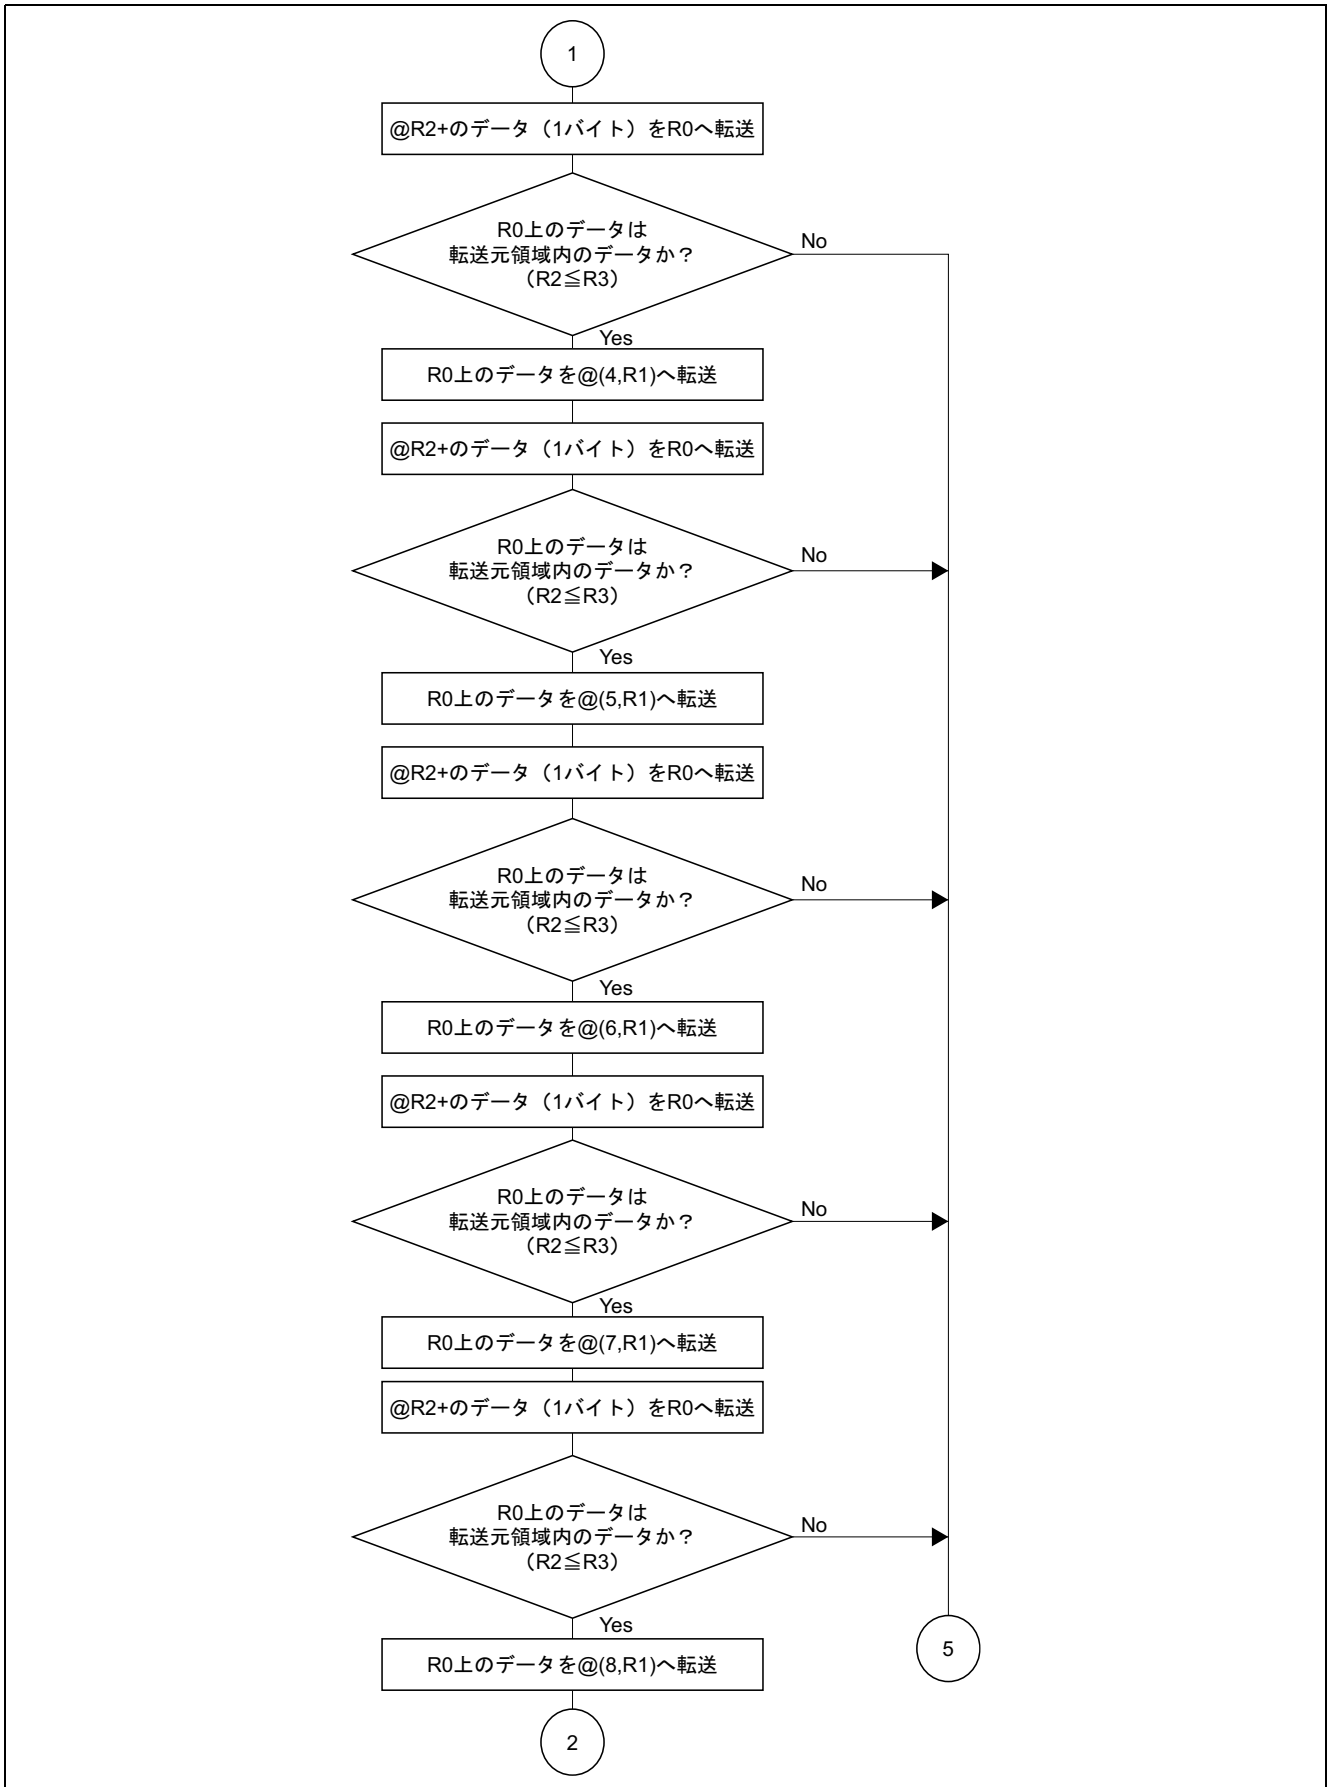 1
@R2+のデータ（1バイト）をR0へ転送
R0上のデータは
転送元領域内のデータか？
（R2≦R3）
No
Yes
R0上のデータを@(4,R1)へ転送
@R2+のデータ（1バイト）をR0へ転送
R0上のデータは
転送元領域内のデータか？
（R2≦R3）
No
Yes
R0上のデータを@(5,R1)へ転送
@R2+のデータ（1バイト）をR0へ転送
R0上のデータは
転送元領域内のデータか？
（R2≦R3）
No
Yes
R0上のデータを@(6,R1)へ転送
@R2+のデータ（1バイト）をR0へ転送
R0上のデータは
転送元領域内のデータか？
（R2≦R3）
No
Yes
R0上のデータを@(7,R1)へ転送
@R2+のデータ（1バイト）をR0へ転送
R0上のデータは
転送元領域内のデータか？
（R2≦R3）
No
Yes
R0上のデータを@(8,R1)へ転送
5
2